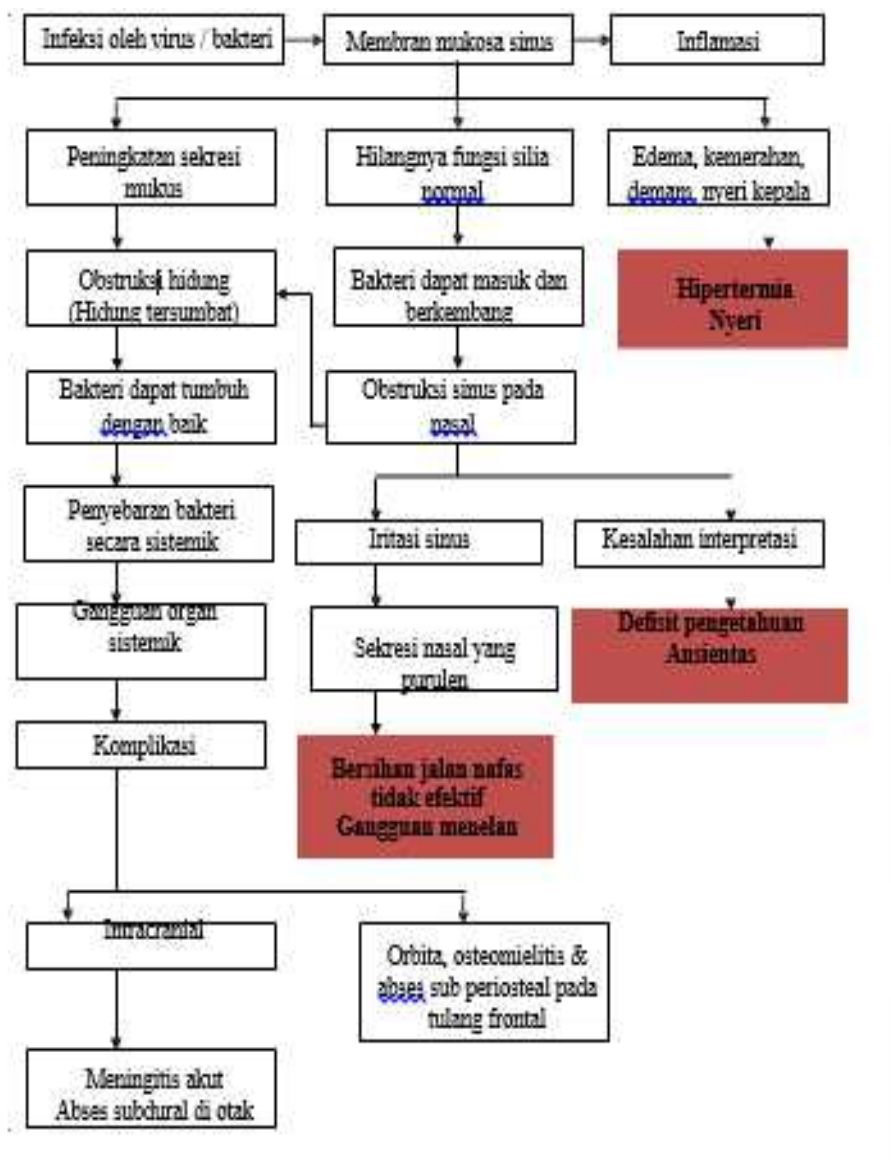 Infeksi oleh virus / bakteri
Membran mukosa sinus
Inflamasi
Peningkatan sekresi
mukus
Hilangnya fungsi silia
normal
Edema, kemerahan,
demam, nyeri kepala
Obstruksi hidung
(Hidung tersumbat)
Bakteri dapat masuk dan
berkembang
Hipertermia
Nyeri
Bakteri dapat tumbuh
dengan baik
Obstruksi sinus pada
nasal
Penyebaran bakteri
secara sistemik
Iritasi sinus
Kesalahan interpretasi
Gangguan organ
sistemik
Sekresi nasal yang
purulen
Defisit pengetahuan
Ansientas
Komplikasi
Bersihan jalan nafas
tidak efektif
Gangguan menelan
Intracranial
Orbita, osteomielitis &
abses sub periosteal pada
tulang frontal
Meningitis akut
Abses subdural di otak